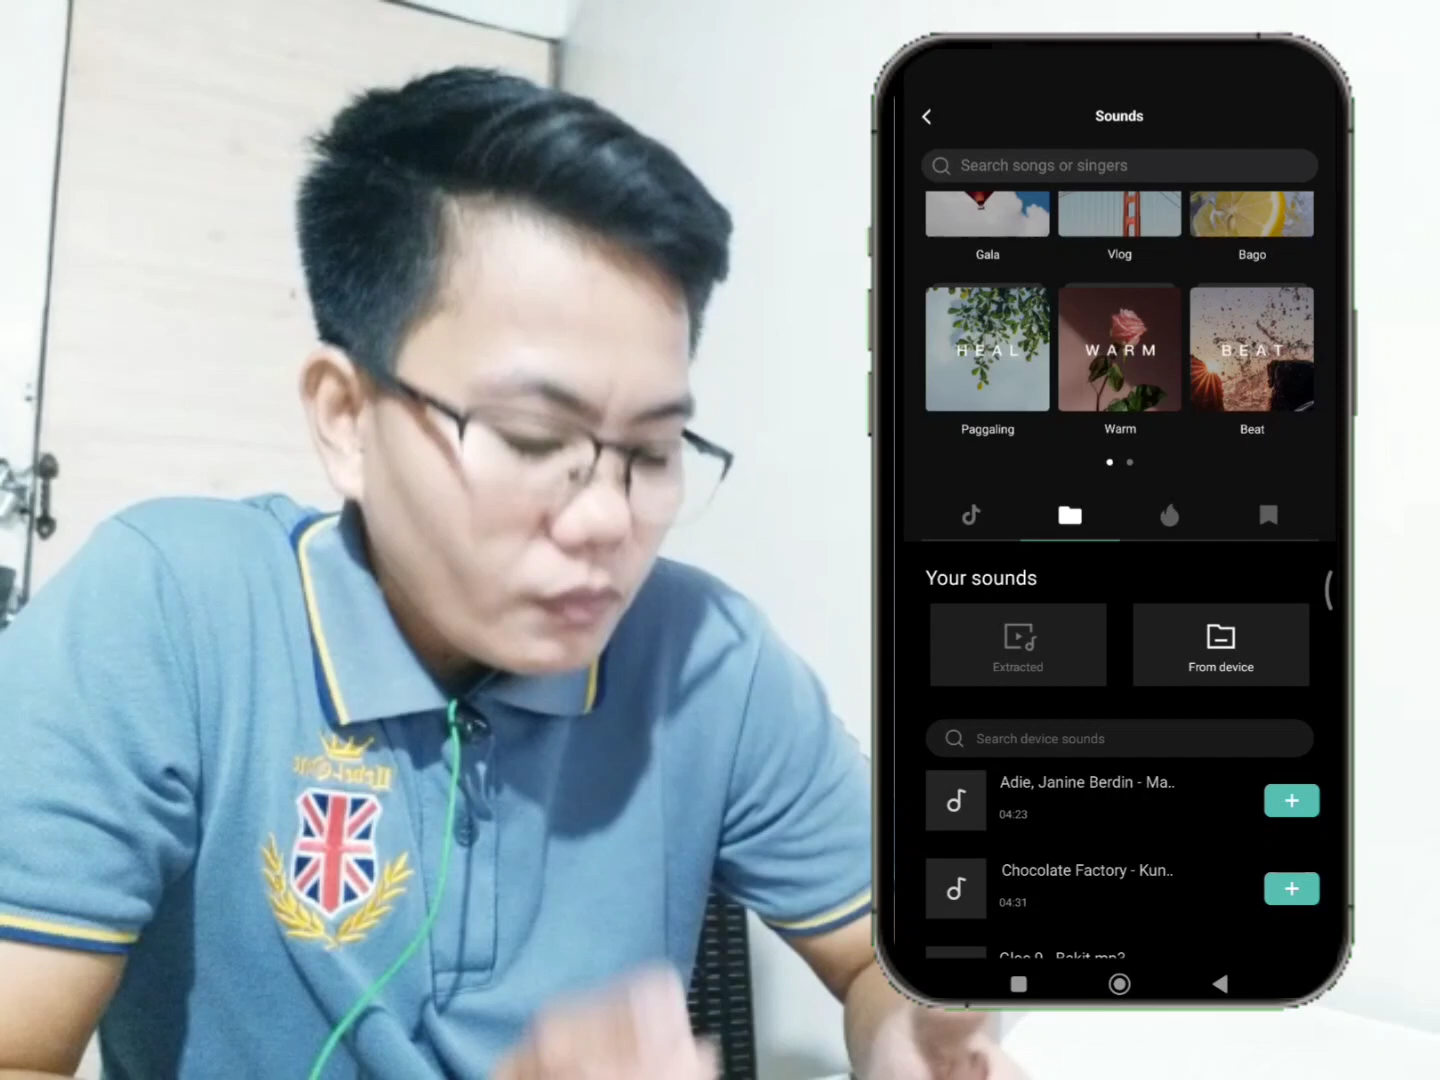 Sounds
Search songs or singers
Gala
Vlog
Bago
HEAL
WARM
BEAT
Paggaling
Warm
Beat
Your sounds
Extracted
From device
Search device sounds
Adie, Janine Berdin - Ma..
04:23
Chocolate Factory - Kun..
04:31